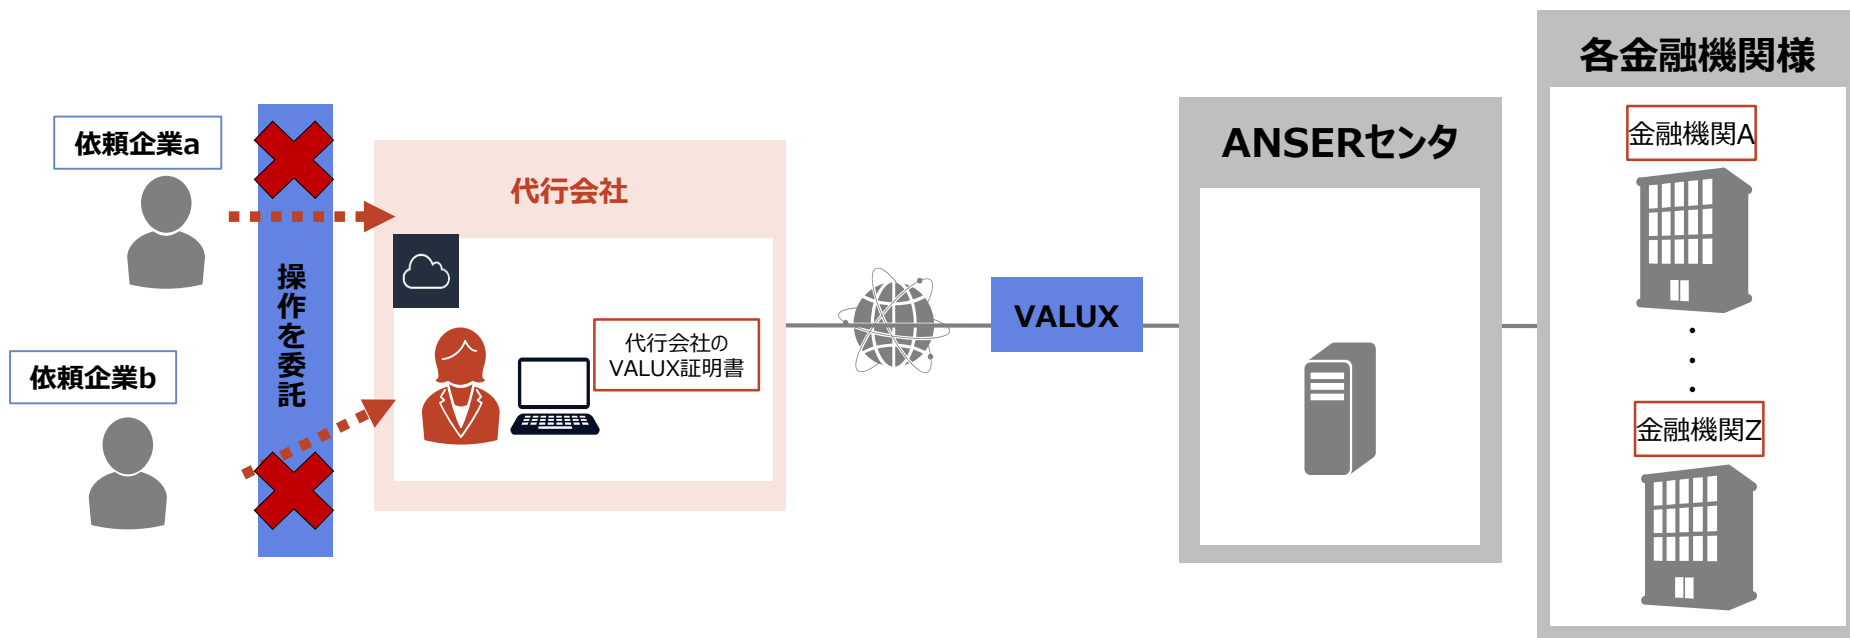 依頼企業a
依頼企業b
操作を委託
代行会社
代行会社の
VALUX証明書
VALUX
ANSERセンタ
各金融機関様
金融機関A
・
・
・
金融機関Z